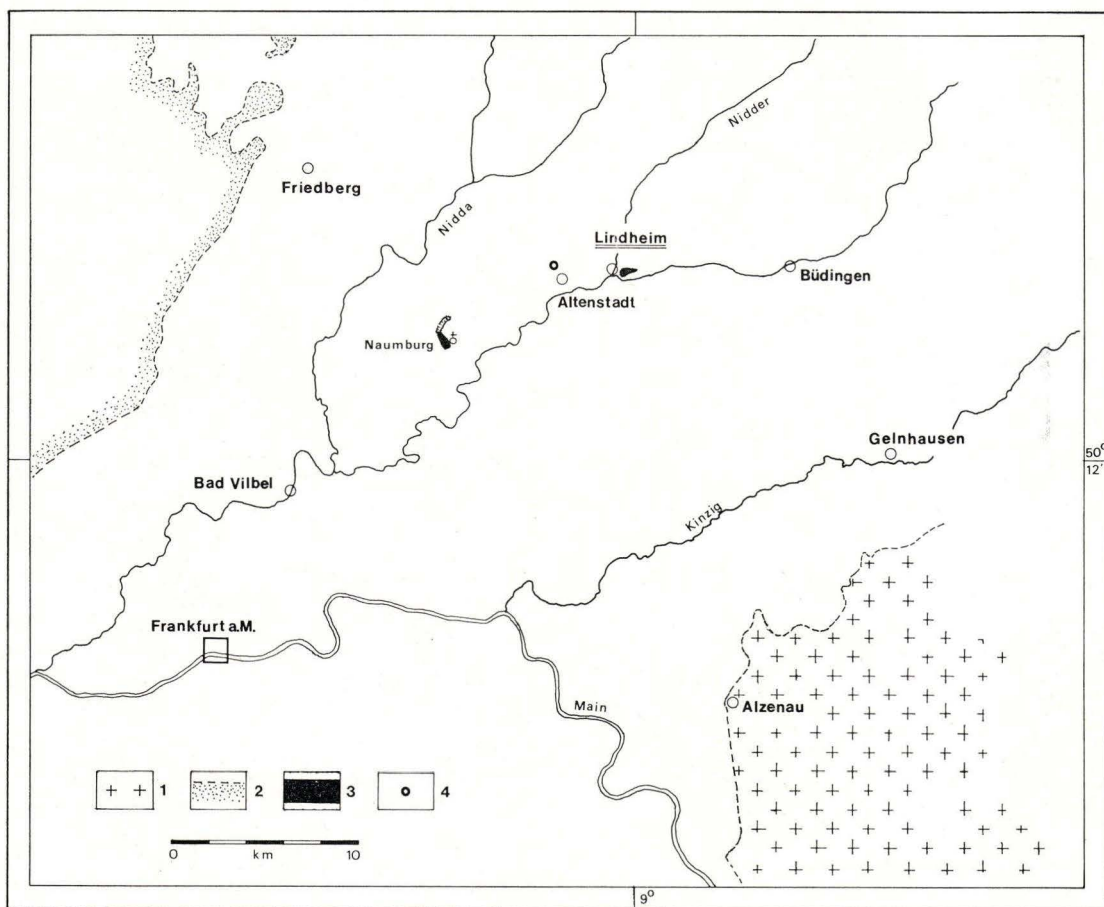 Nidder
Friedberg
Nidda
Lindheim
Büdingen
Altenstadt
Naumburg
Gelnhausen
50°
12'
Bad Vilbel
Kinzig
Frankfurt a.M.
Main
Alzenau
1 2 3 4
0 km 10
9°